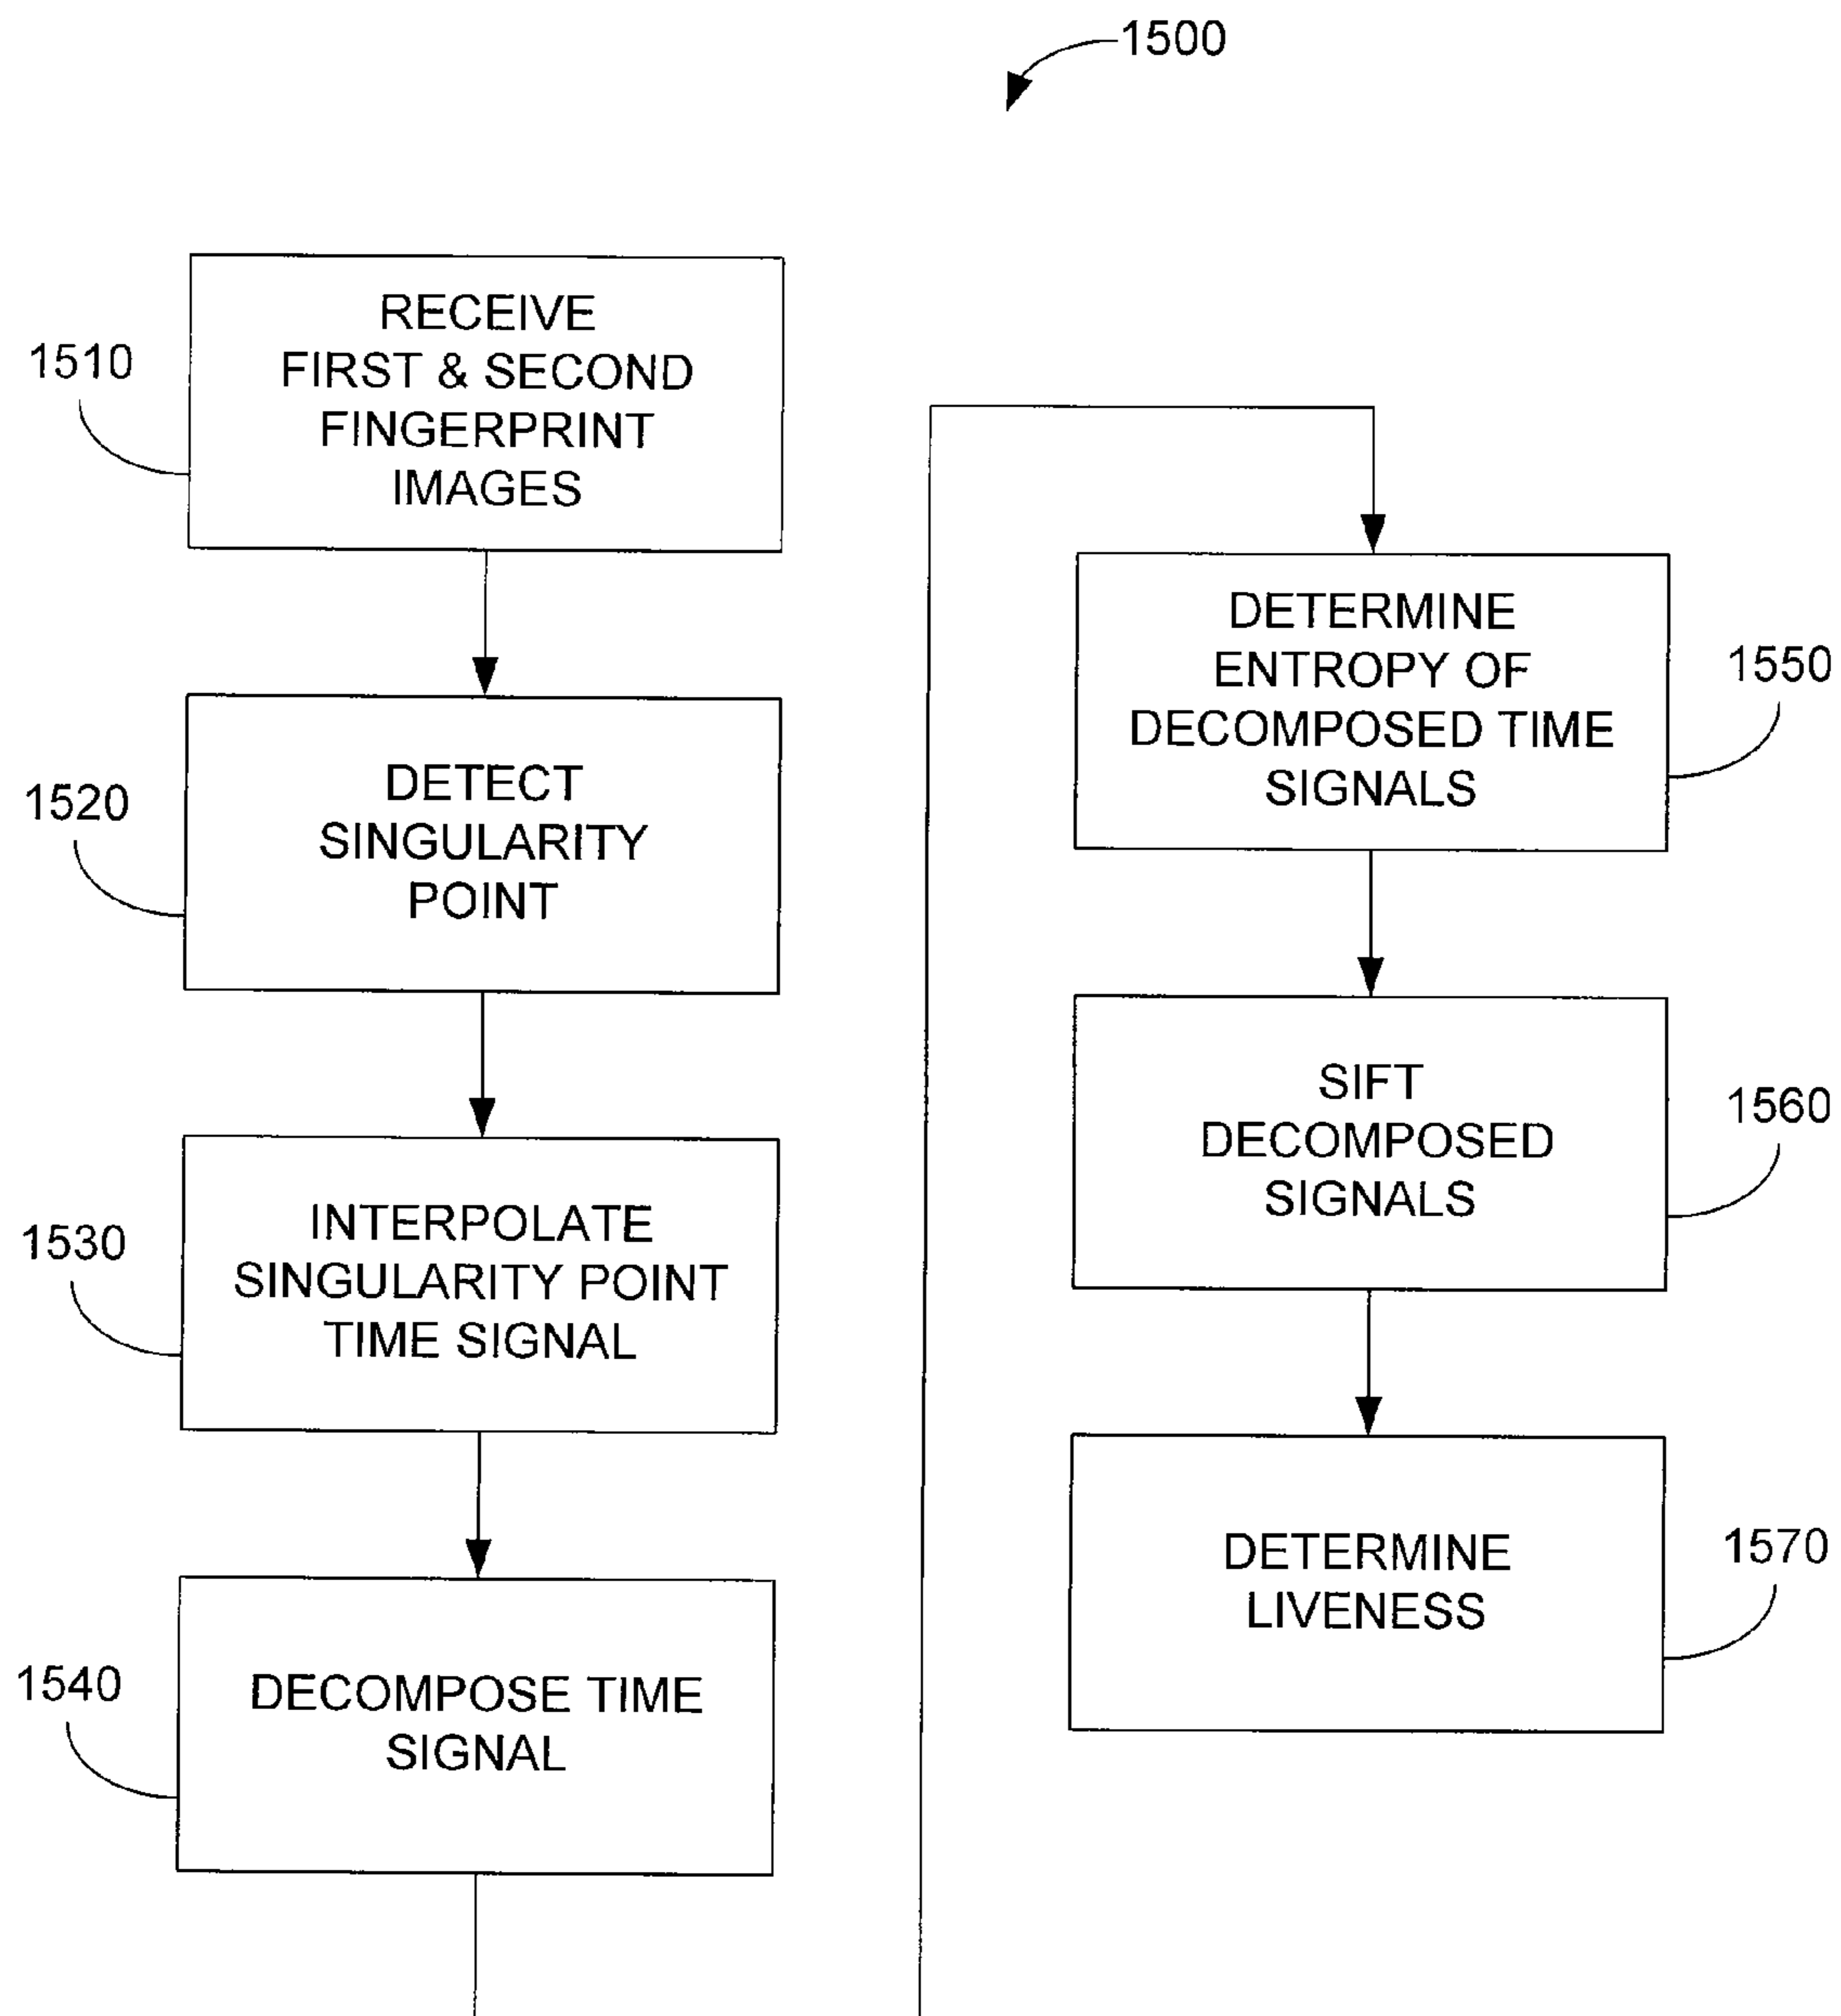 1500
RECEIVE
FIRST & SECOND
FINGERPRINT
IMAGES
1510
DETECT
SINGULARITY
POINT
1520
INTERPOLATE
SINGULARITY POINT
TIME SIGNAL
1530
DECOMPOSE TIME
SIGNAL
1540
DETERMINE
ENTROPY OF
DECOMPOSED TIME
SIGNALS
1550
SIFT
DECOMPOSED
SIGNALS
1560
DETERMINE
LIVENESS
1570